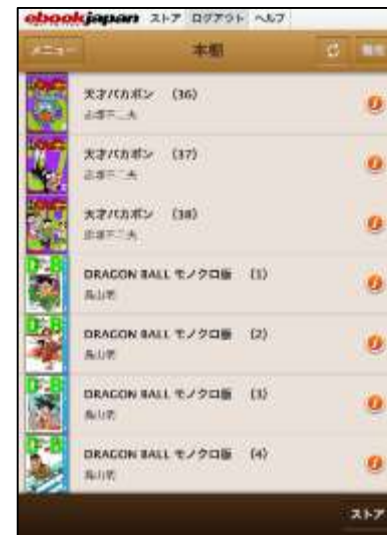 ebookjapan ストア ログアウト ヘルプ
メニュー 本棚
天才バカボン (36)
赤塚不二夫
天才バカボン (37)
赤塚不二夫
天才バカボン (38)
赤塚不二夫
DRAGON BALL モノクロ版 (1)
鳥山明
DRAGON BALL モノクロ版 (2)
鳥山明
DRAGON BALL モノクロ版 (3)
鳥山明
DRAGON BALL モノクロ版 (4)
鳥山明
ストア